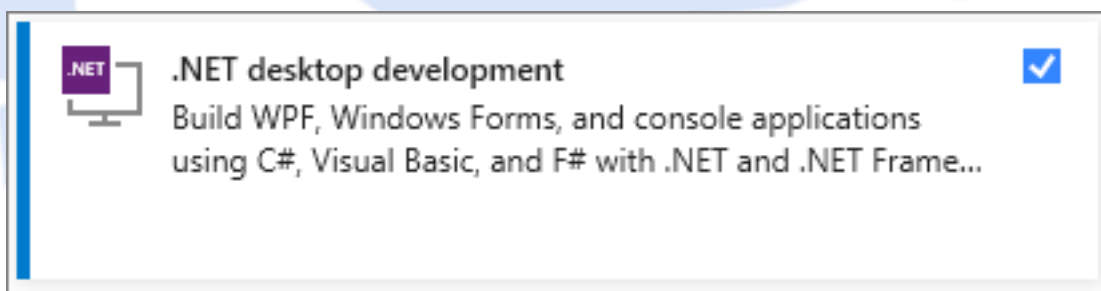 .NET
.NET desktop development
Build WPF, Windows Forms, and console applications
using C#, Visual Basic, and F# with .NET and .NET Frame...